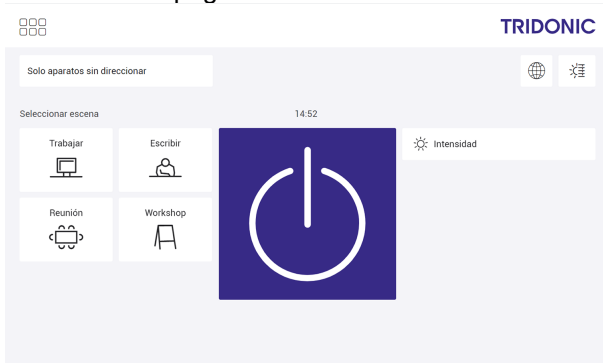 TRIDONIC
Solo aparatos sin direccionar
Seleccionar escena
14:52
Trabajar
Escribir
Intensidad
Reunión
Workshop